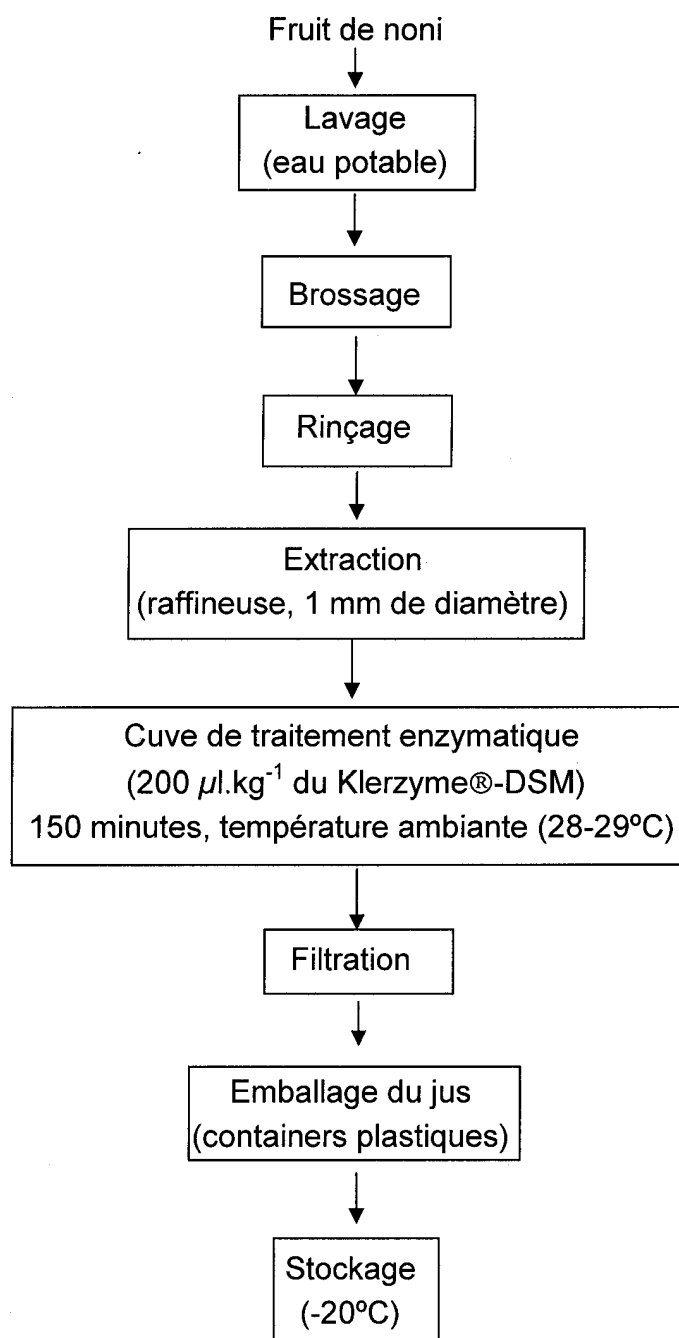 Fruit de noni
Lavage
(eau potable)
Brossage
Rinçage
Extraction
(raffineuse, 1 mm de diamètre)
Cuve de traitement enzymatique
(200 µl.kg⁻¹ du Klerzyme®-DSM)
150 minutes, température ambiante (28-29ºC)
Filtration
Emballage du jus
(containers plastiques)
Stockage
(-20ºC)